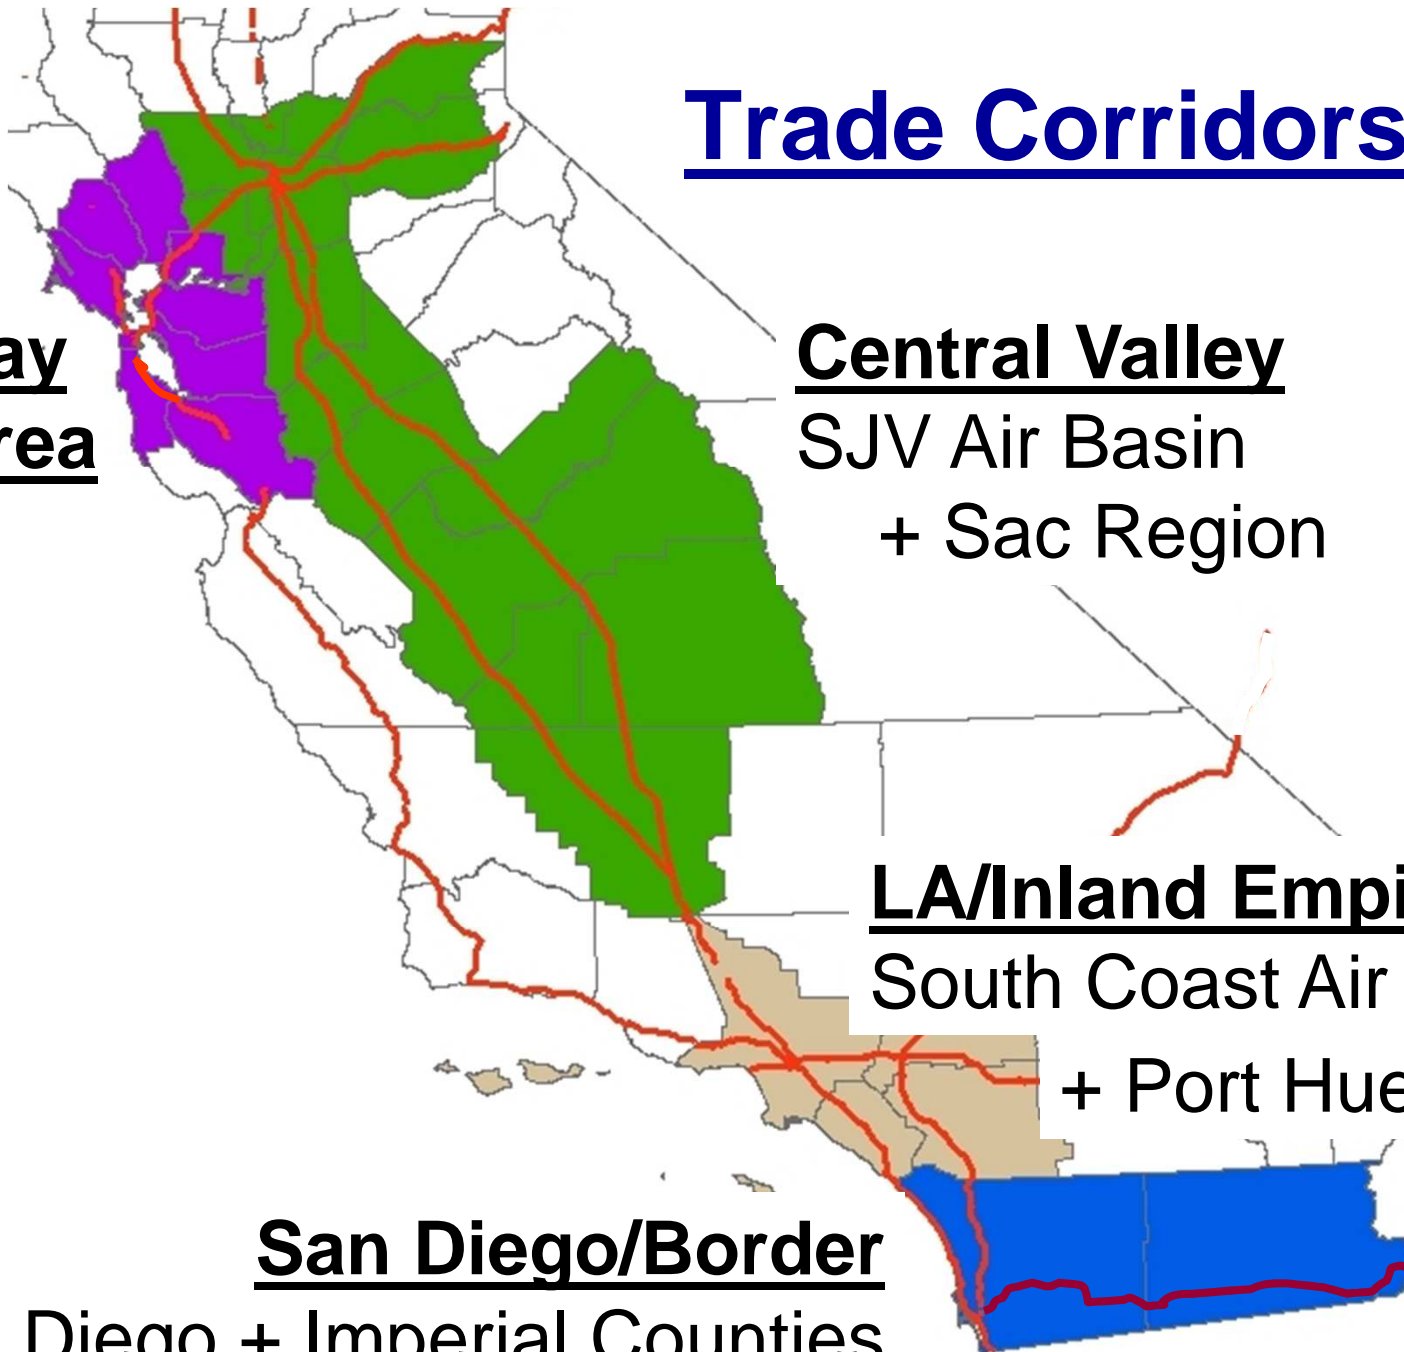 Trade Corridors
ay
rea
Central Valley
SJV Air Basin
+ Sac Region
LA/Inland Empi
South Coast Air
+ Port Hue
San Diego/Border
Diego + Imperial Counties